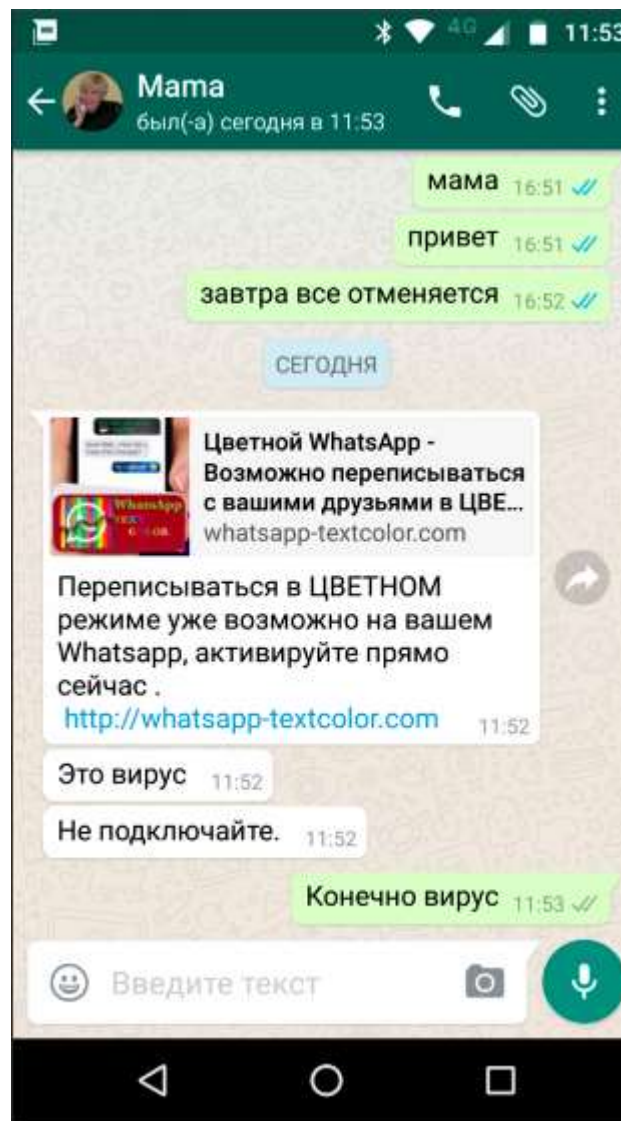 4G 11:53
Mama
был(-а) сегодня в 11:53
мама 16:51
привет 16:51
завтра все отменяется 16:52
СЕГОДНЯ
Цветной WhatsApp -
Возможно переписываться
с вашими друзьями в ЦВЕ...
whatsapp-textcolor.com
WhatsApp
Переписываться в ЦВЕТНОМ
режиме уже возможно на вашем
Whatsapp, активируйте прямо
сейчас .
http://whatsapp-textcolor.com 11:52
Это вирус 11:52
Не подключайте. 11:52
Конечно вирус 11:53
Введите текст